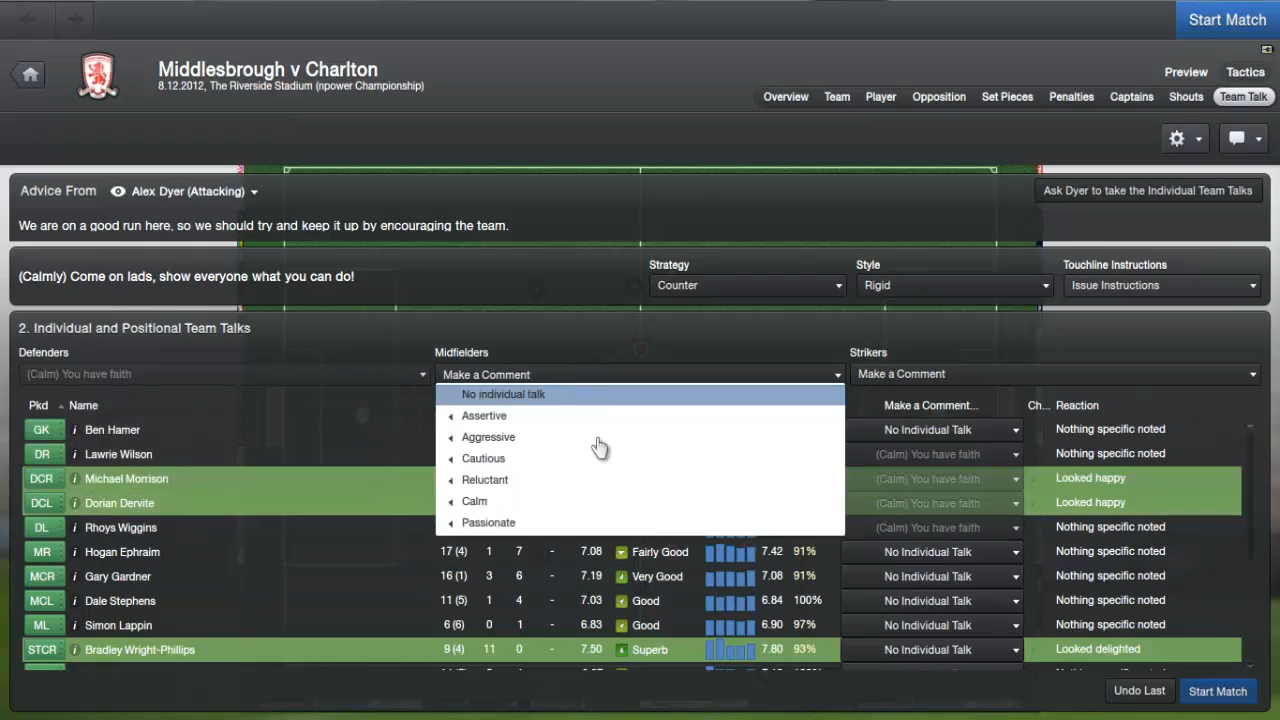 Start Match
Middlesbrough v Charlton
8.12.2012, The Riverside Stadium (npower Championship)
Preview Tactics
Overview Team Player Opposition Set Pieces Penalties Captains Shouts Team Talk
Advice From Alex Dyer (Attacking)
Ask Dyer to take the Individual Team Talks
We are on a good run here, so we should try and keep it up by encouraging the team.
(Calmly) Come on lads, show everyone what you can do!
Strategy Style Touchline Instructions
Counter Rigid Issue Instructions
2. Individual and Positional Team Talks
Defenders Midfielders Strikers
(Calm) You have faith Make a Comment Make a Comment
No individual talk
Assertive
Aggressive
Cautious
Reluctant
Calm
Passionate
Pkd Name Make a Comment... Ch... Reaction
GK i Ben Hamer No Individual Talk Nothing specific noted
DR i Lawrie Wilson (Calm) You have faith Nothing specific noted
DCR i Michael Morrison (Calm) You have faith Looked happy
DCL i Dorian Dervite (Calm) You have faith Looked happy
DL i Rhoys Wiggins (Calm) You have faith Nothing specific noted
MR i Hogan Ephraim 17 (4) 1 7 - 7.08 Fairly Good 7.42 91% No Individual Talk Nothing specific noted
MCR i Gary Gardner 16 (1) 3 6 - 7.19 Very Good 7.08 91% No Individual Talk Nothing specific noted
MCL i Dale Stephens 11 (5) 1 4 - 7.03 Good 6.84 100% No Individual Talk Nothing specific noted
ML i Simon Lappin 6 (6) 0 1 - 6.83 Good 6.90 97% No Individual Talk Nothing specific noted
STCR i Bradley Wright-Phillips 9 (4) 11 0 - 7.50 Superb 7.80 93% No Individual Talk Looked delighted
Undo Last Start Match